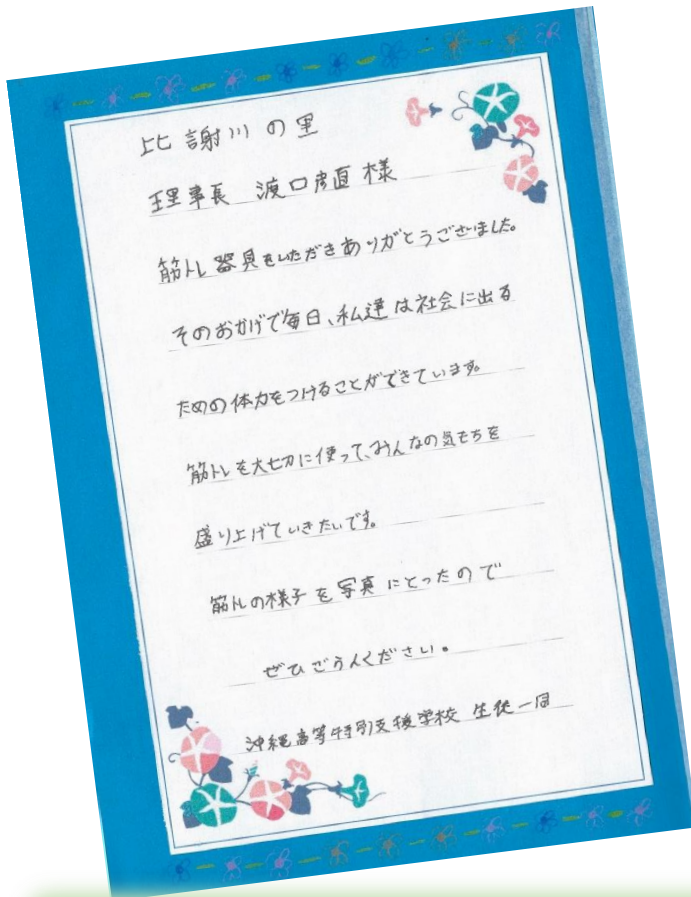 比謝川の里
理事長 渡口彦直 様
筋トレ器具をいただきありがとうございました。
そのおかげで毎日、私達は社会に出る
ための体力をつけることができています。
筋トレを大切に使って、みんなの気もちを
盛り上げていきたいです。
筋トレの様子を写真にとったので
ぜひごらんください。
沖縄高等特別支援学校 生徒一同